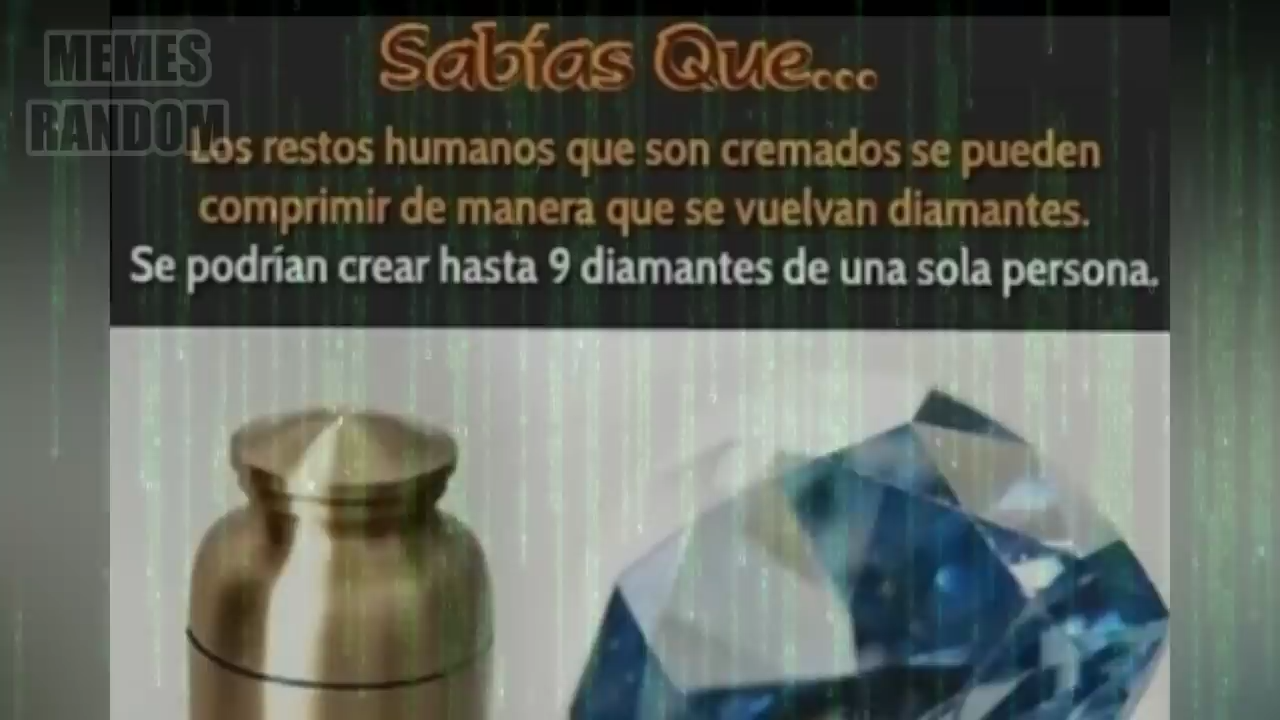 MEMES
RANDOM
Sabías Que...
Los restos humanos que son cremados se pueden
comprimir de manera que se vuelvan diamantes.
Se podrían crear hasta 9 diamantes de una sola persona.